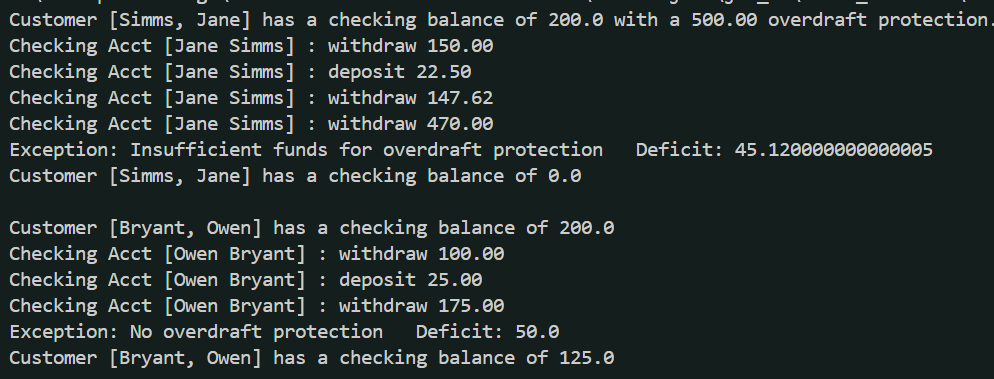 Customer [Simms, Jane] has a checking balance of 200.0 with a 500.00 overdraft protection.
Checking Acct [Jane Simms] : withdraw 150.00
Checking Acct [Jane Simms] : deposit 22.50
Checking Acct [Jane Simms] : withdraw 147.62
Checking Acct [Jane Simms] : withdraw 470.00
Exception: Insufficient funds for overdraft protection   Deficit: 45.120000000000005
Customer [Simms, Jane] has a checking balance of 0.0

Customer [Bryant, Owen] has a checking balance of 200.0
Checking Acct [Owen Bryant] : withdraw 100.00
Checking Acct [Owen Bryant] : deposit 25.00
Checking Acct [Owen Bryant] : withdraw 175.00
Exception: No overdraft protection   Deficit: 50.0
Customer [Bryant, Owen] has a checking balance of 125.0